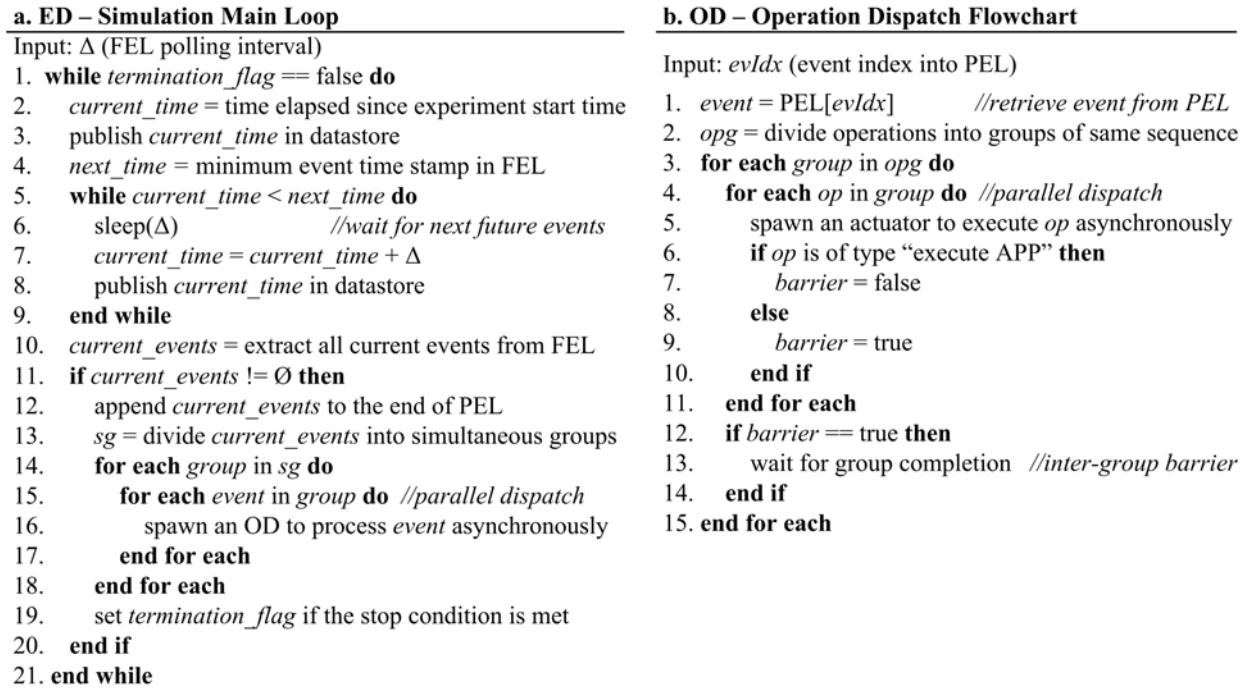 a. ED – Simulation Main Loop
Input: Δ (FEL polling interval)
1. while termination_flag == false do
2. current_time = time elapsed since experiment start time
3. publish current_time in datastore
4. next_time = minimum event time stamp in FEL
5. while current_time < next_time do
6. sleep(Δ) //wait for next future events
7. current_time = current_time + Δ
8. publish current_time in datastore
9. end while
10. current_events = extract all current events from FEL
11. if current_events != Ø then
12. append current_events to the end of PEL
13. sg = divide current_events into simultaneous groups
14. for each group in sg do
15. for each event in group do //parallel dispatch
16. spawn an OD to process event asynchronously
17. end for each
18. end for each
19. set termination_flag if the stop condition is met
20. end if
21. end while
b. OD – Operation Dispatch Flowchart
Input: evIdx (event index into PEL)
1. event = PEL[evIdx] //retrieve event from PEL
2. opg = divide operations into groups of same sequence
3. for each group in opg do
4. for each op in group do //parallel dispatch
5. spawn an actuator to execute op asynchronously
6. if op is of type “execute APP” then
7. barrier = false
8. else
9. barrier = true
10. end if
11. end for each
12. if barrier == true then
13. wait for group completion //inter-group barrier
14. end if
15. end for each